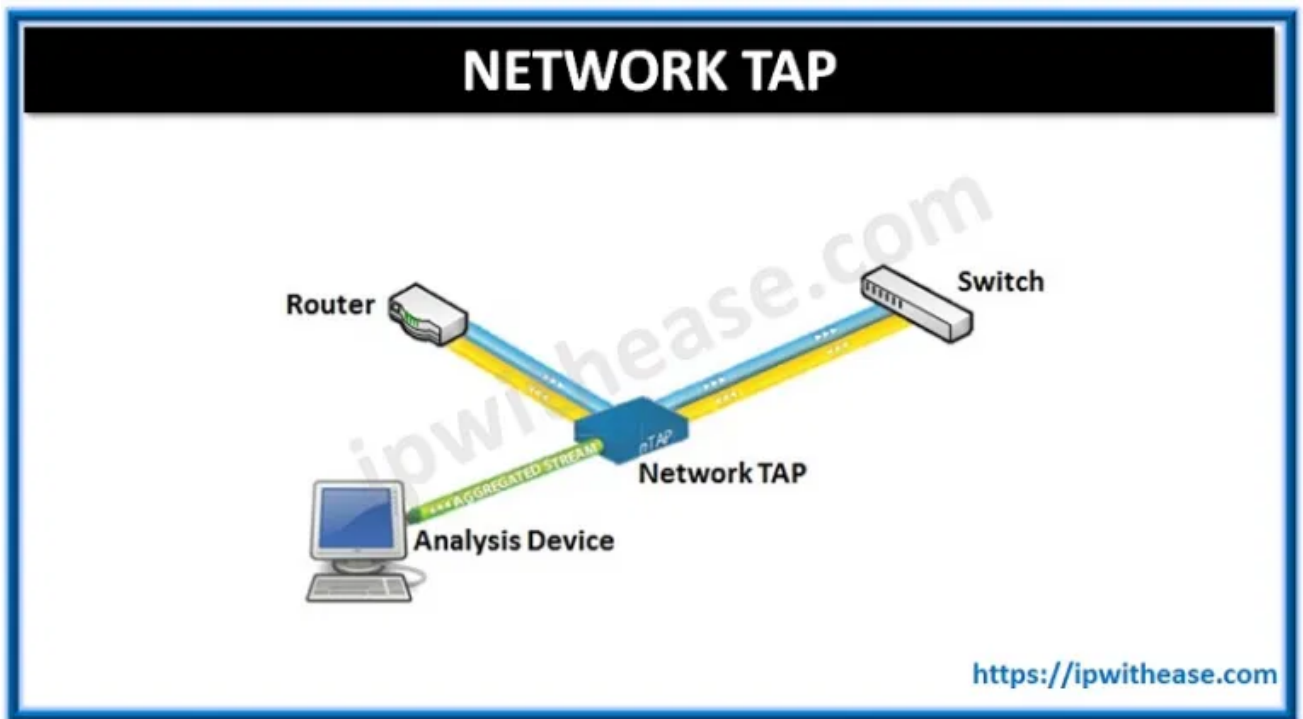 NETWORK TAP
ipwithease.com
Router
Switch
nTAP
Network TAP
AGGREGATED STREAM
Analysis Device
https://ipwithease.com